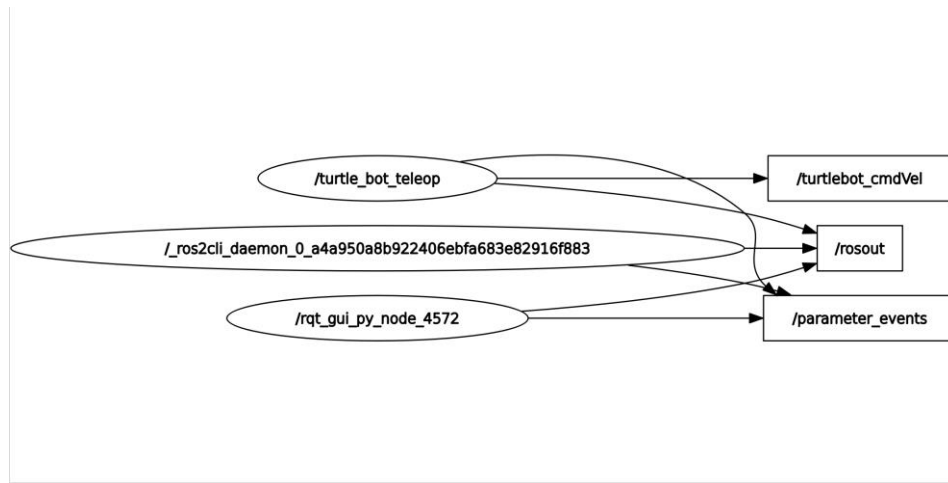 /turtle_bot_teleop
/turtlebot_cmdVel
/_ros2cli_daemon_0_a4a950a8b922406ebfa683e82916f883
/rosout
/rqt_gui_py_node_4572
/parameter_events